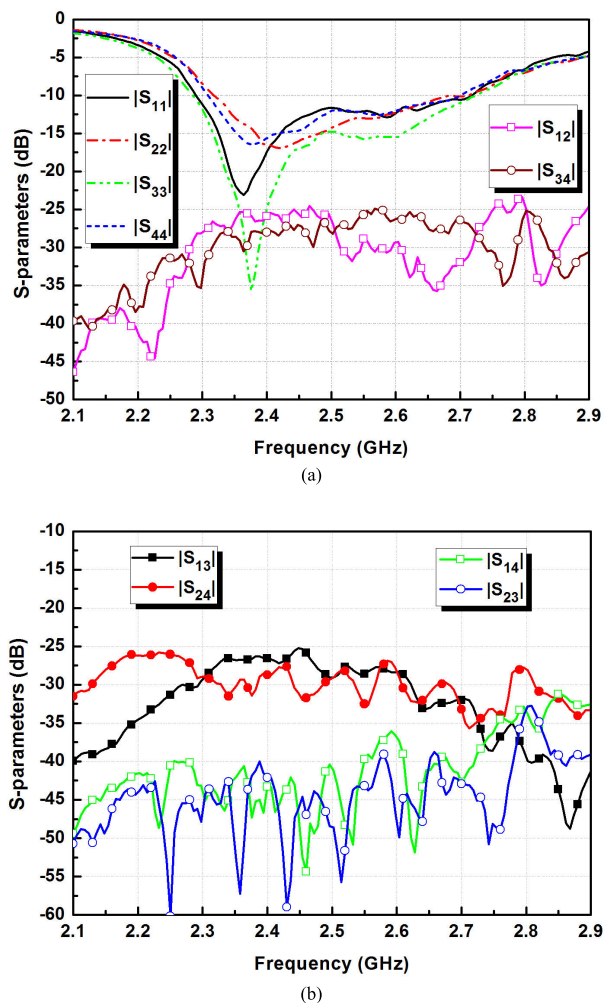 0
-5
-10
-15
-20
-25
-30
-35
-40
-45
-50
S-parameters (dB)
|S11|
|S22|
|S33|
|S44|
|S12|
|S34|
2.1 2.2 2.3 2.4 2.5 2.6 2.7 2.8 2.9
Frequency (GHz)
(a)
-10
-15
-20
-25
-30
-35
-40
-45
-50
-55
-60
S-parameters (dB)
|S13|
|S24|
|S14|
|S23|
2.1 2.2 2.3 2.4 2.5 2.6 2.7 2.8 2.9
Frequency (GHz)
(b)